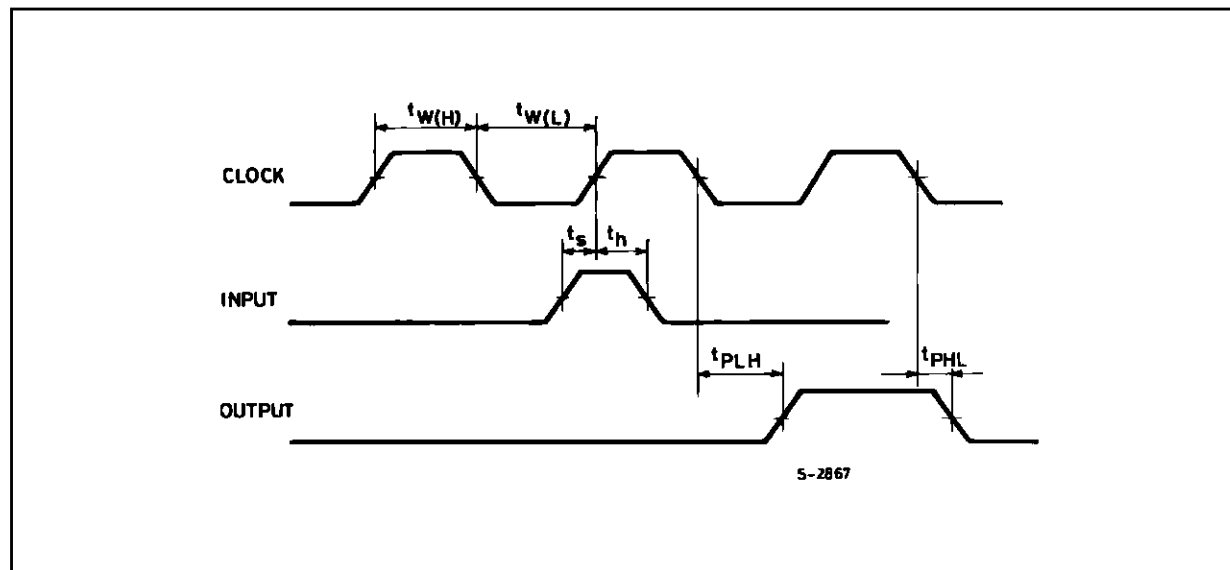 tW(H) tW(L)
CLOCK
ts th
INPUT
tPLH tPHL
OUTPUT
5-2867